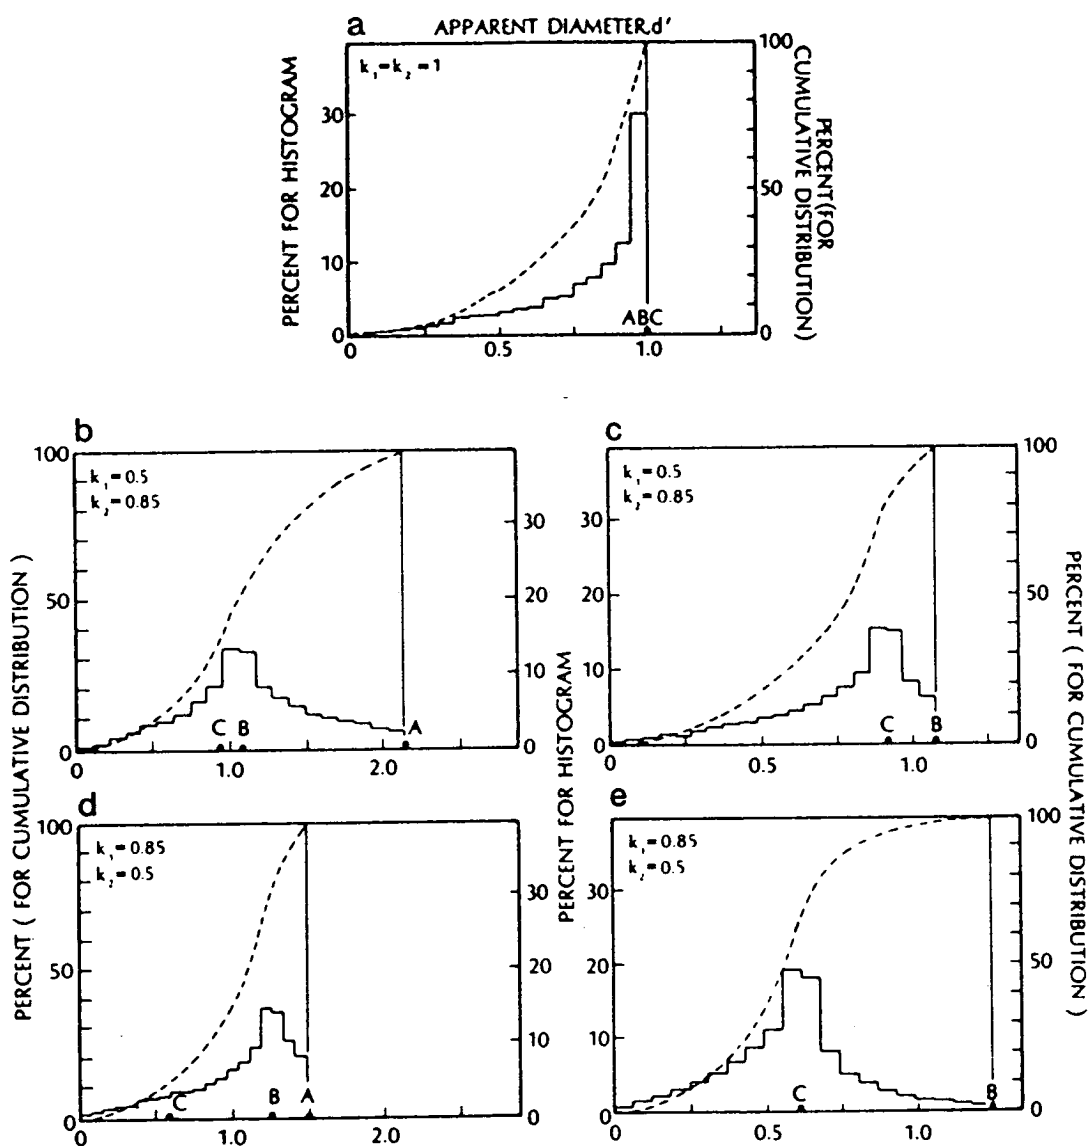 a
APPARENT DIAMETER,d'
k₁=k₂=1
PERCENT FOR HISTOGRAM
30
20
10
0
100
50
0
PERCENT(FOR
CUMULATIVE DISTRIBUTION)
ABC
0
0.5
1.0
b
k₁=0.5
k₂=0.85
100
50
0
30
20
10
0
C
B
A
0
1.0
2.0
c
k₁=0.5
k₂=0.85
30
20
10
0
100
50
0
C
B
0
0.5
1.0
PERCENT ( FOR CUMULATIVE DISTRIBUTION )
PERCENT FOR HISTOGRAM
PERCENT ( FOR CUMULATIVE DISTRIBUTION )
d
k₁=0.85
k₂=0.5
100
50
0
30
20
10
0
C
B
A
0
1.0
2.0
e
k₁=0.85
k₂=0.5
30
20
10
0
100
50
0
C
B
0
0.5
1.0